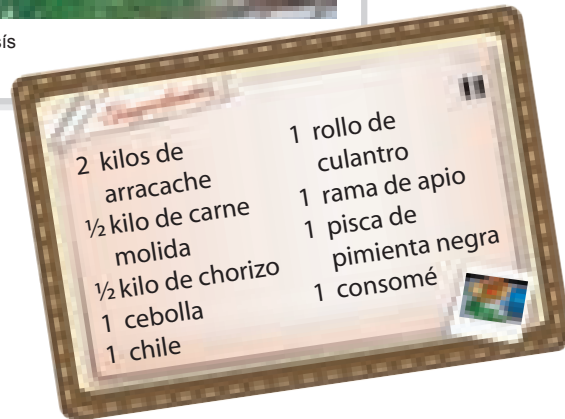 sís
2 kilos de
arracache
½ kilo de carne
molida
½ kilo de chorizo
1 cebolla
1 chile
1 rollo de
culantro
1 rama de apio
1 pisca de
pimienta negra
1 consomé